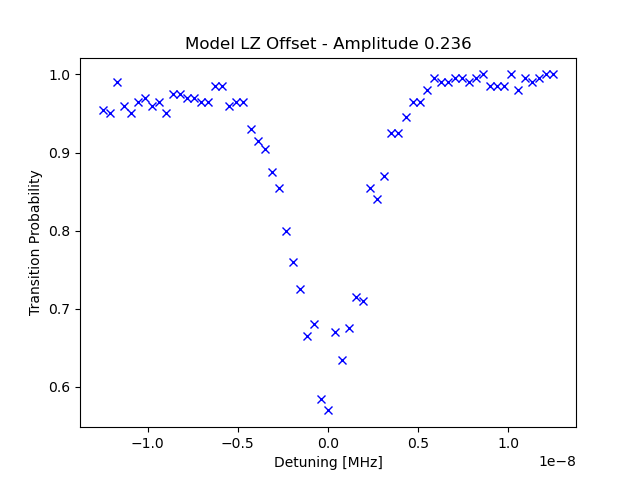 Model LZ Offset - Amplitude 0.236
1.0
0.9
0.8
0.7
0.6
Transition Probability
−1.0 −0.5 0.0 0.5 1.0
1e−8
Detuning [MHz]